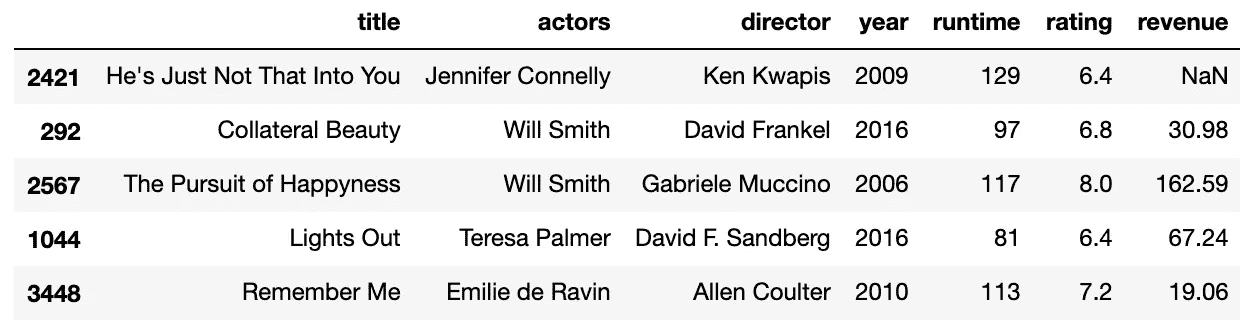 title actors director year runtime rating revenue
2421 He's Just Not That Into You Jennifer Connelly Ken Kwapis 2009 129 6.4 NaN
292 Collateral Beauty Will Smith David Frankel 2016 97 6.8 30.98
2567 The Pursuit of Happyness Will Smith Gabriele Muccino 2006 117 8.0 162.59
1044 Lights Out Teresa Palmer David F. Sandberg 2016 81 6.4 67.24
3448 Remember Me Emilie de Ravin Allen Coulter 2010 113 7.2 19.06